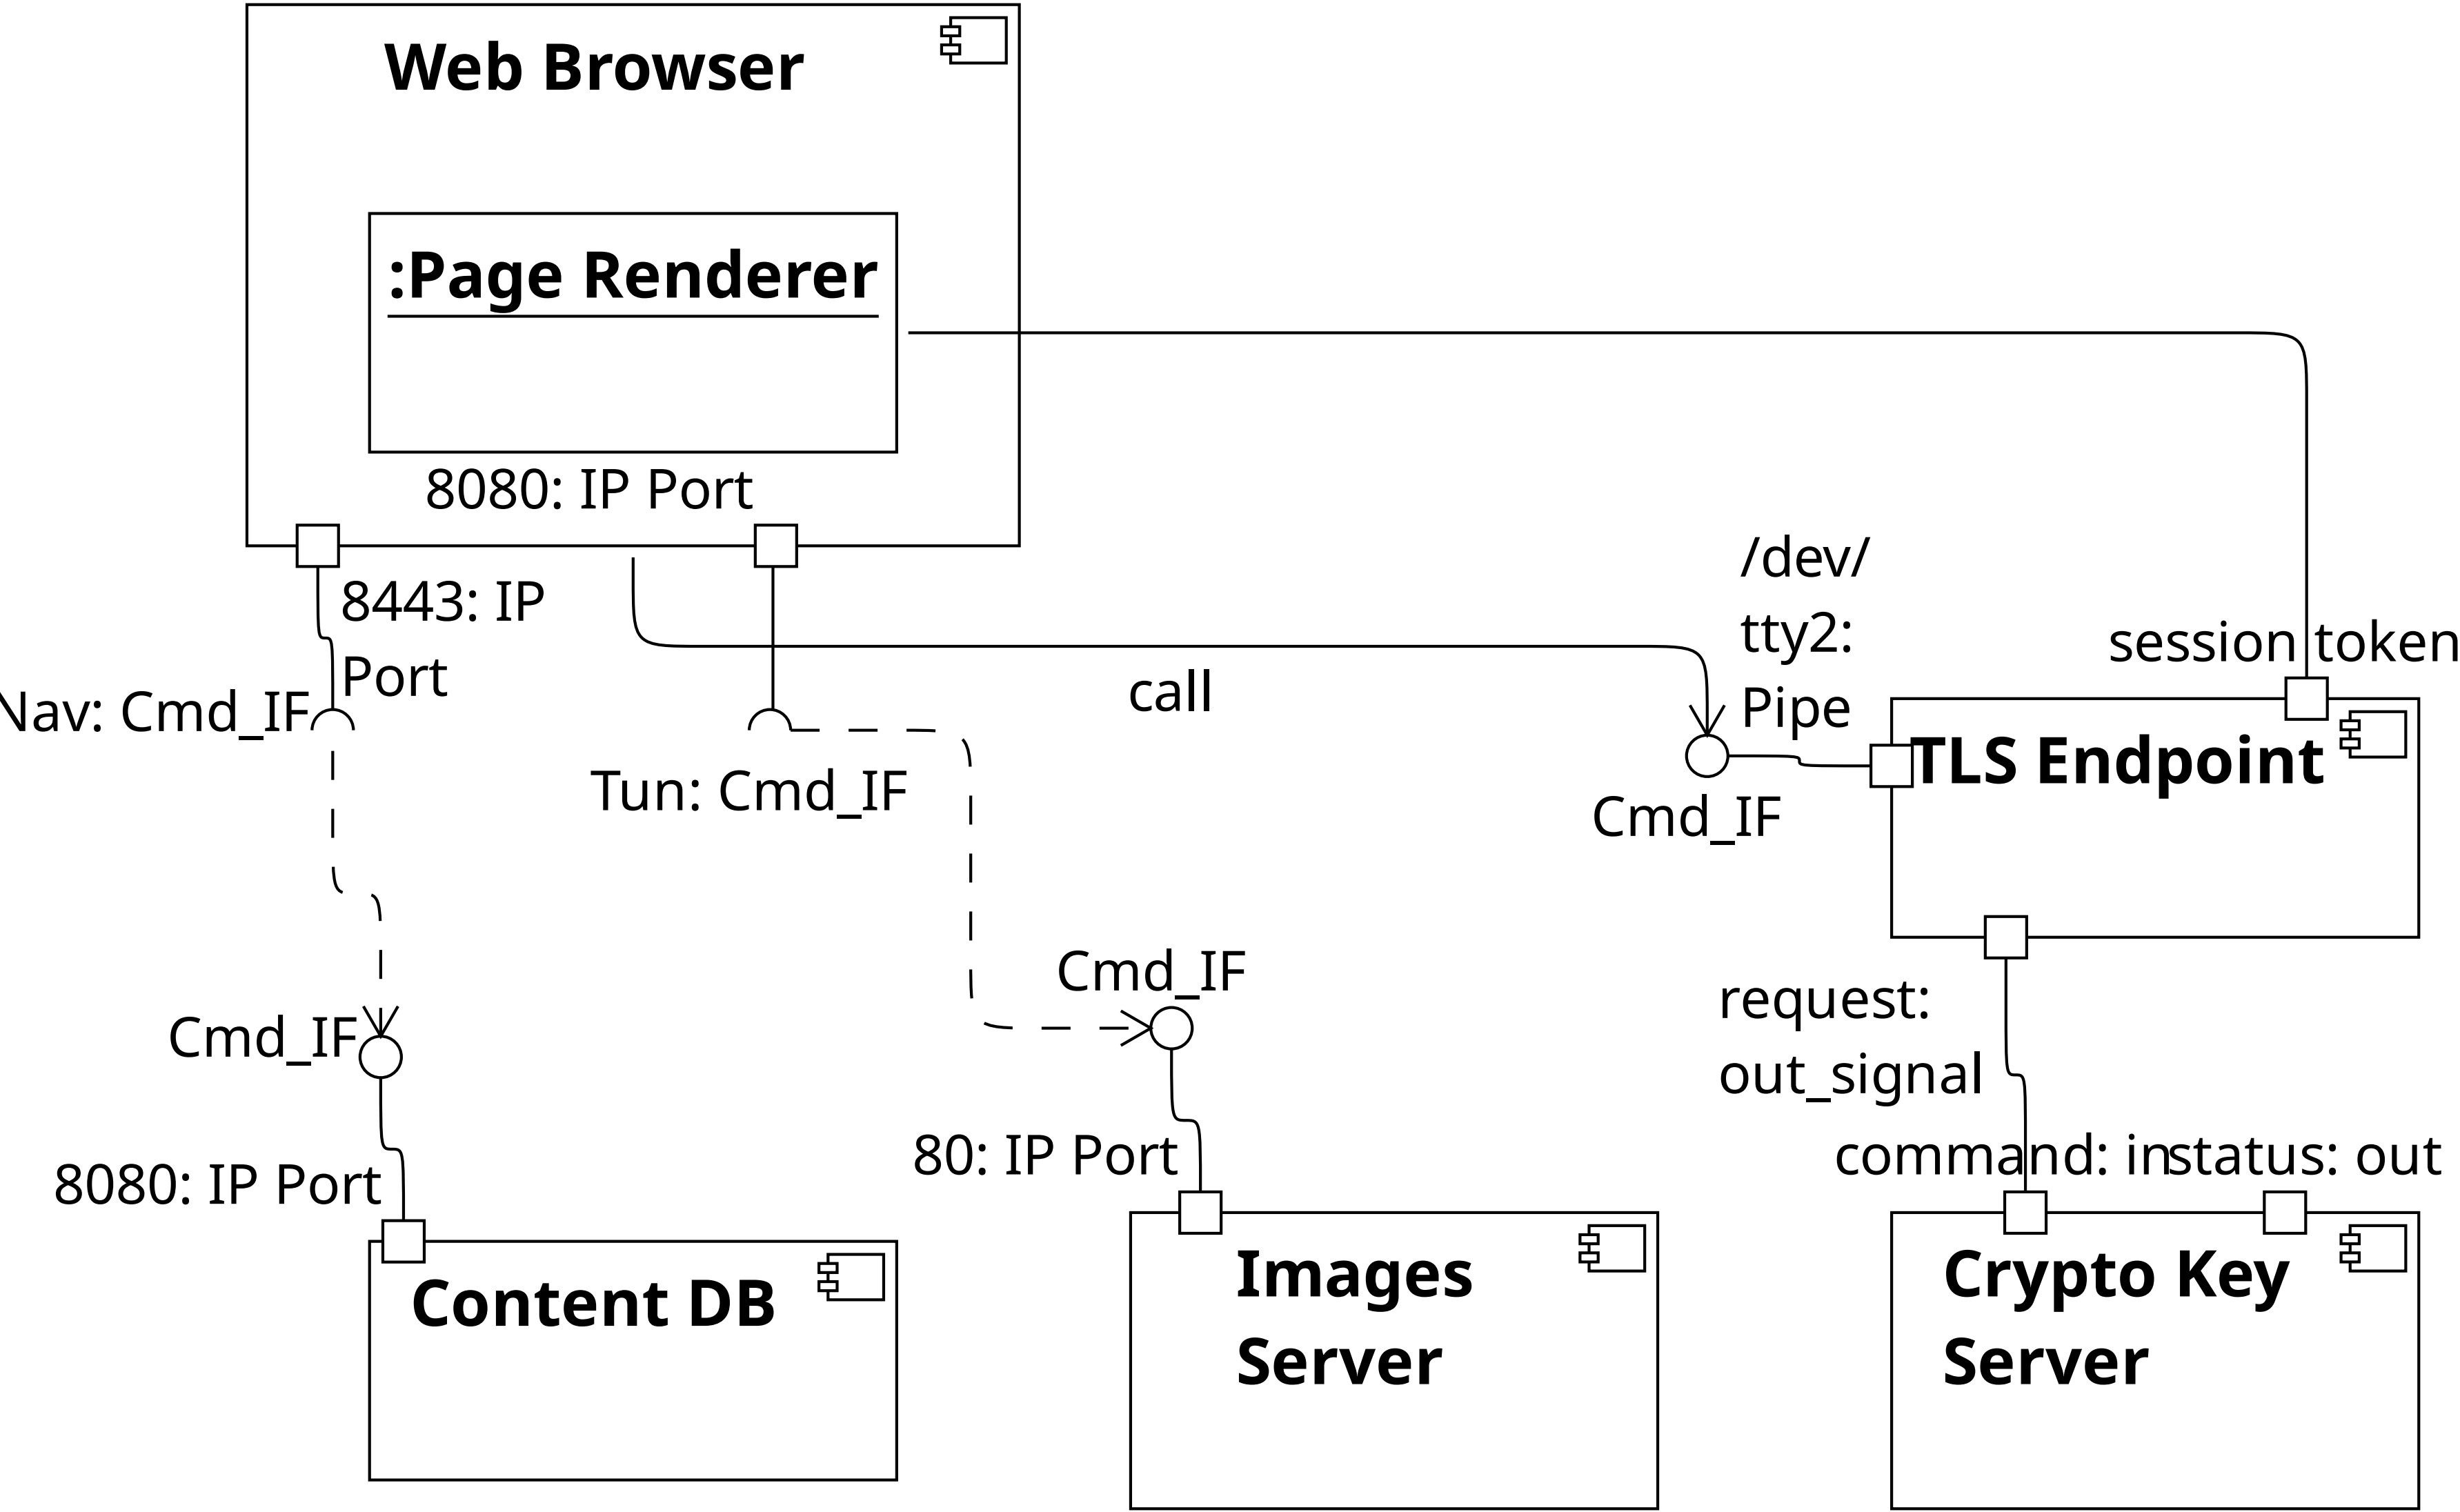 Web Browser
:Page Renderer
8080: IP Port
8443: IP
Port
Nav: Cmd_IF
Tun: Cmd_IF
call
/dev/
tty2:
Pipe
session token
TLS Endpoint
Cmd_IF
Cmd_IF
Cmd_IF
request:
out_signal
8080: IP Port
80: IP Port
command: in
status: out
Content DB
Images
Server
Crypto Key
Server